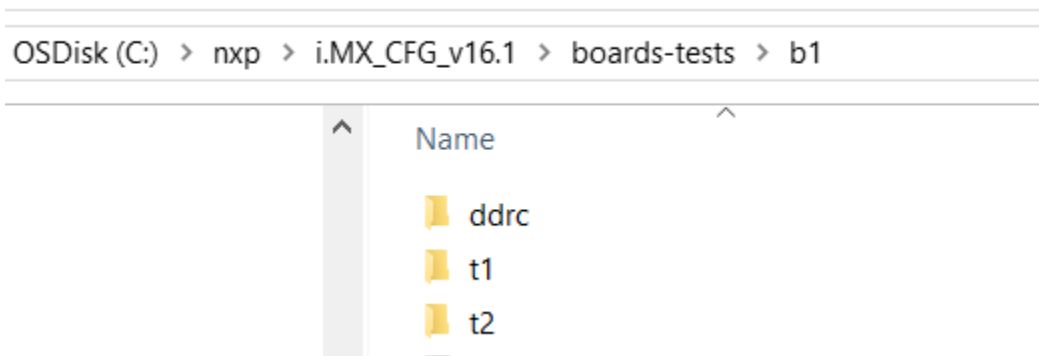 OSDisk (C:) > nxp > i.MX_CFG_v16.1 > boards-tests > b1
Name
ddrc
t1
t2